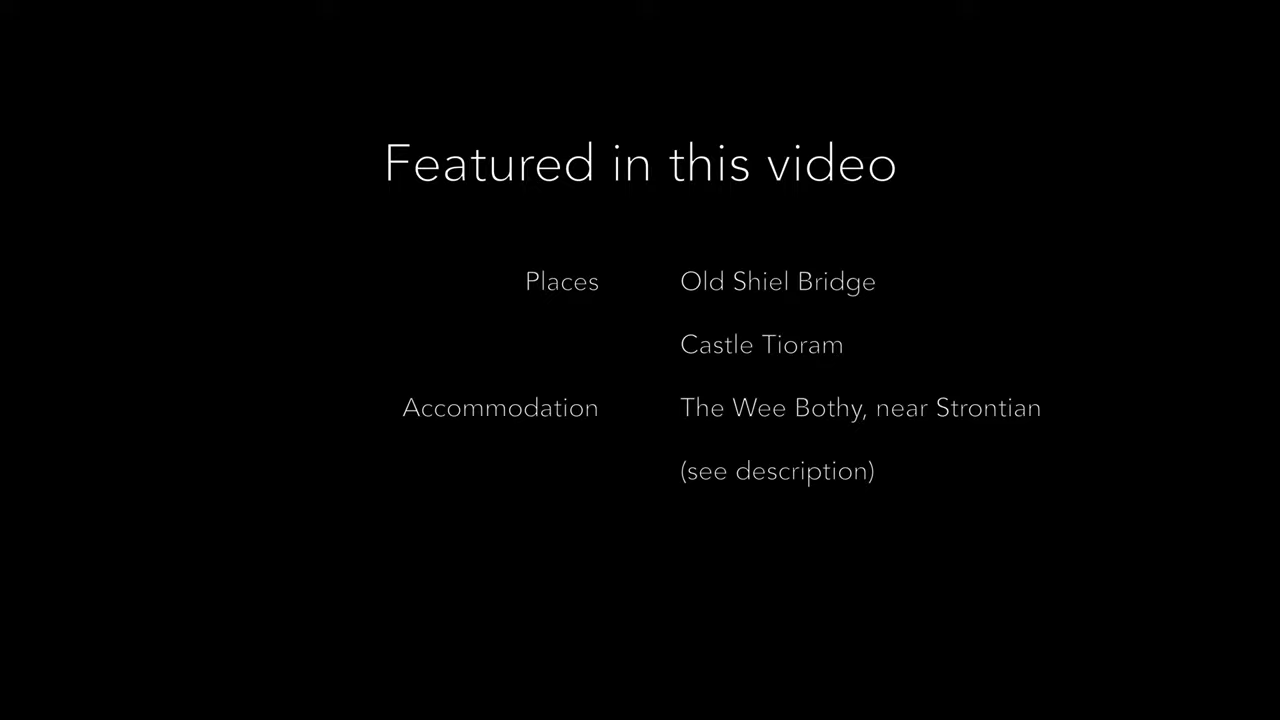 Featured in this video
Places Old Shiel Bridge
Castle Tioram
Accommodation The Wee Bothy, near Strontian
(see description)